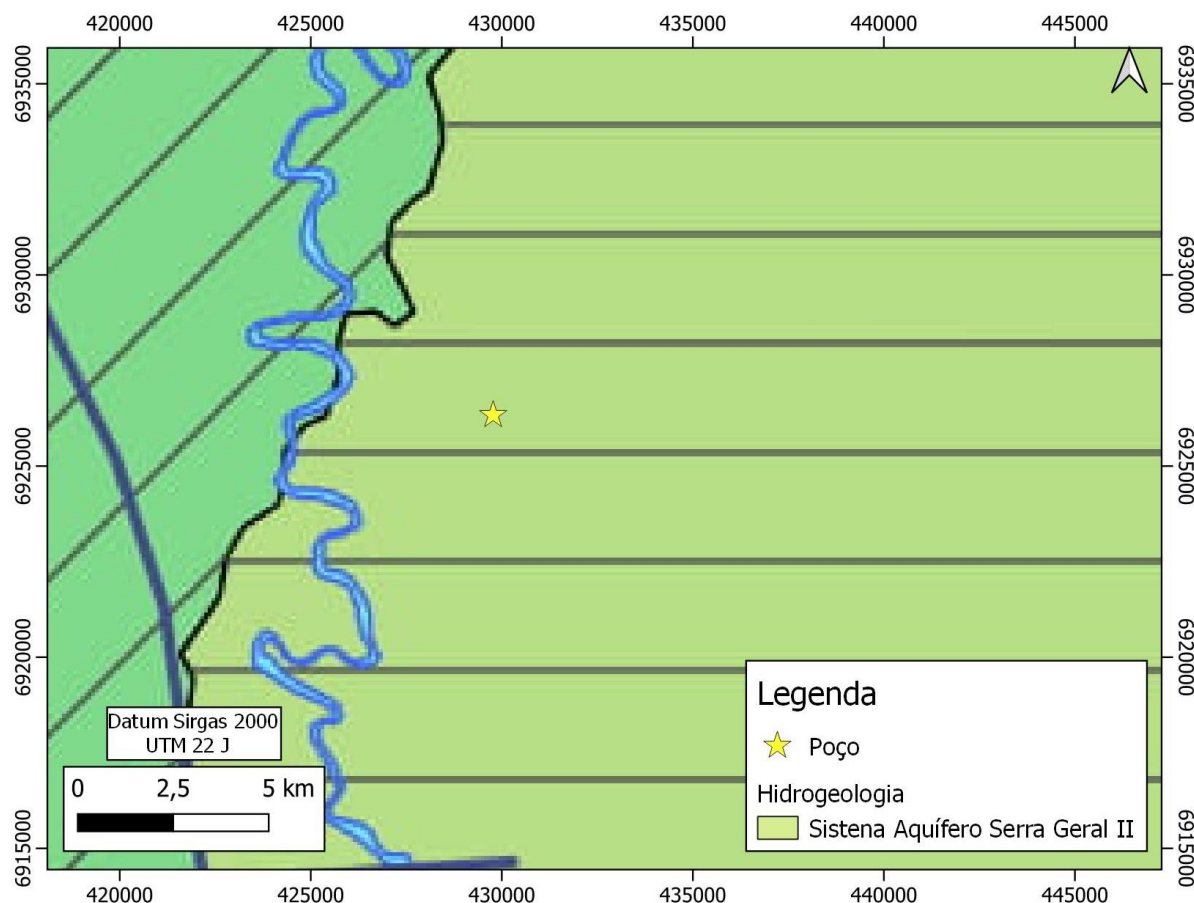 420000 425000 430000 435000 440000 445000
6935000 6935000
6930000 6930000
6925000 6925000
6920000 6920000
6915000 6915000
Datum Sirgas 2000
UTM 22 J
0 2,5 5 km
Legenda
Poço
Hidrogeologia
Sistena Aquífero Serra Geral II
420000 425000 430000 435000 440000 445000